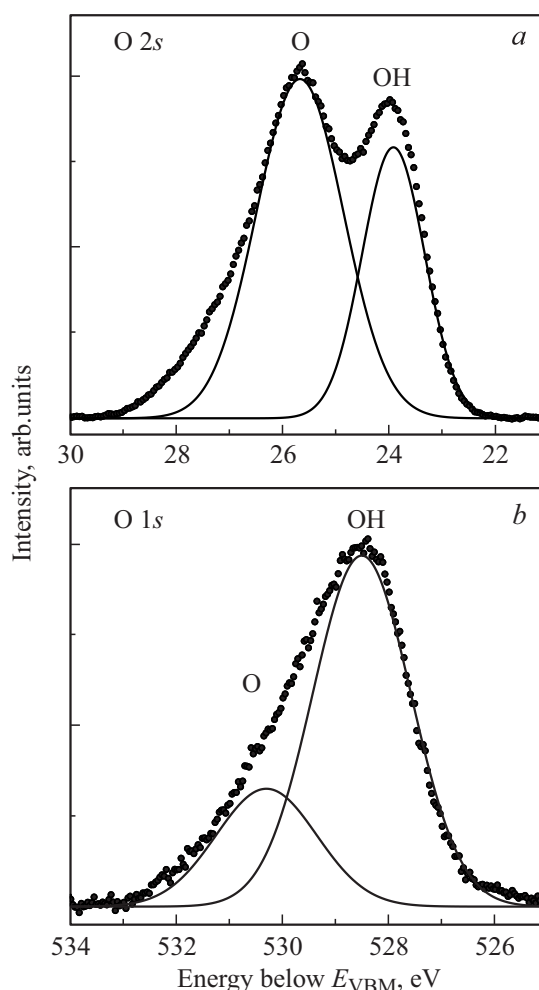 O 2s
O
OH
a
30 28 26 24 22
Intensity, arb.units
O 1s
OH
b
O
534 532 530 528 526
Energy below E_VBM, eV